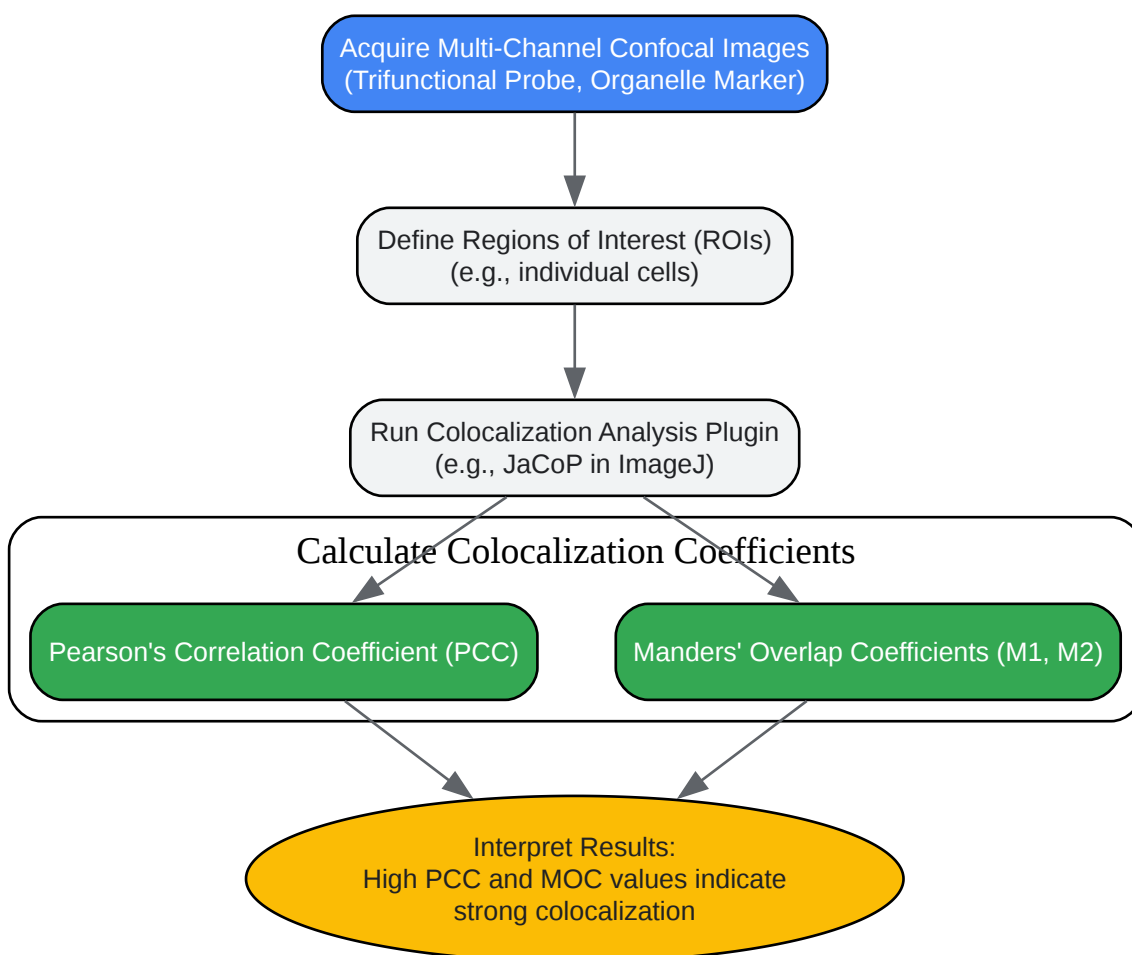 Acquire Multi-Channel Confocal Images
(Trifunctional Probe, Organelle Marker)
Define Regions of Interest (ROIs)
(e.g., individual cells)
Run Colocalization Analysis Plugin
(e.g., JaCoP in ImageJ)
Calculate Colocalization Coefficients
Pearson's Correlation Coefficient (PCC)
Manders' Overlap Coefficients (M1, M2)
Interpret Results:
High PCC and MOC values indicate
strong colocalization